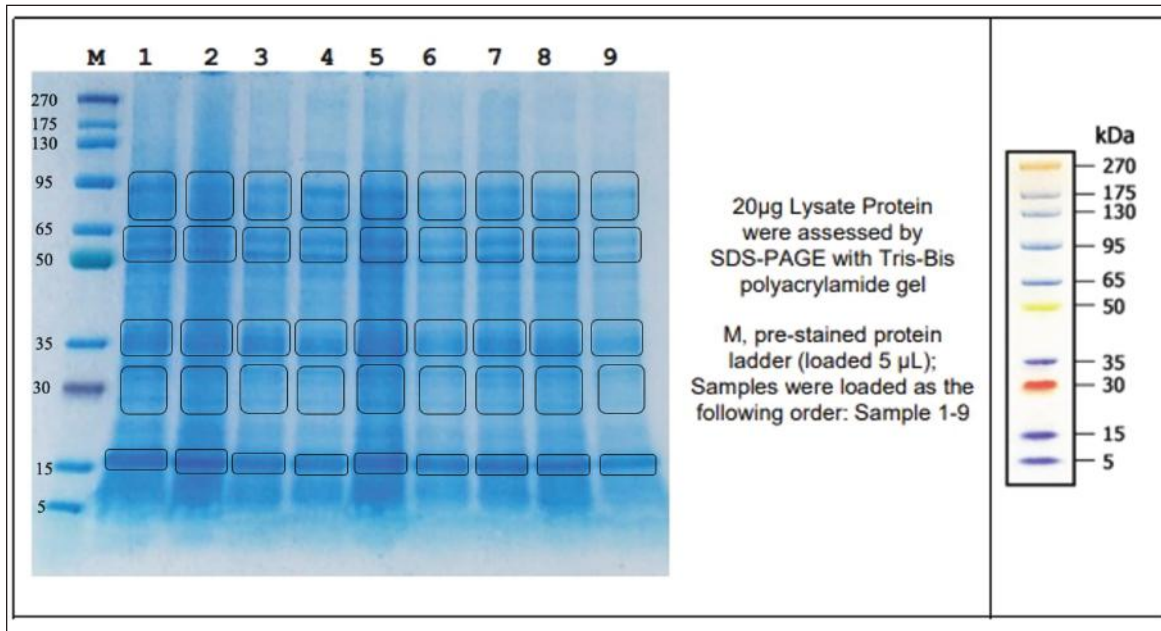 M 1 2 3 4 5 6 7 8 9
270
175
130
95
65
50
35
30
15
5
20µg Lysate Protein
were assessed by
SDS-PAGE with Tris-Bis
polyacrylamide gel
M, pre-stained protein
ladder (loaded 5 µL);
Samples were loaded as the
following order: Sample 1-9
kDa
270
175
130
95
65
50
35
30
15
5